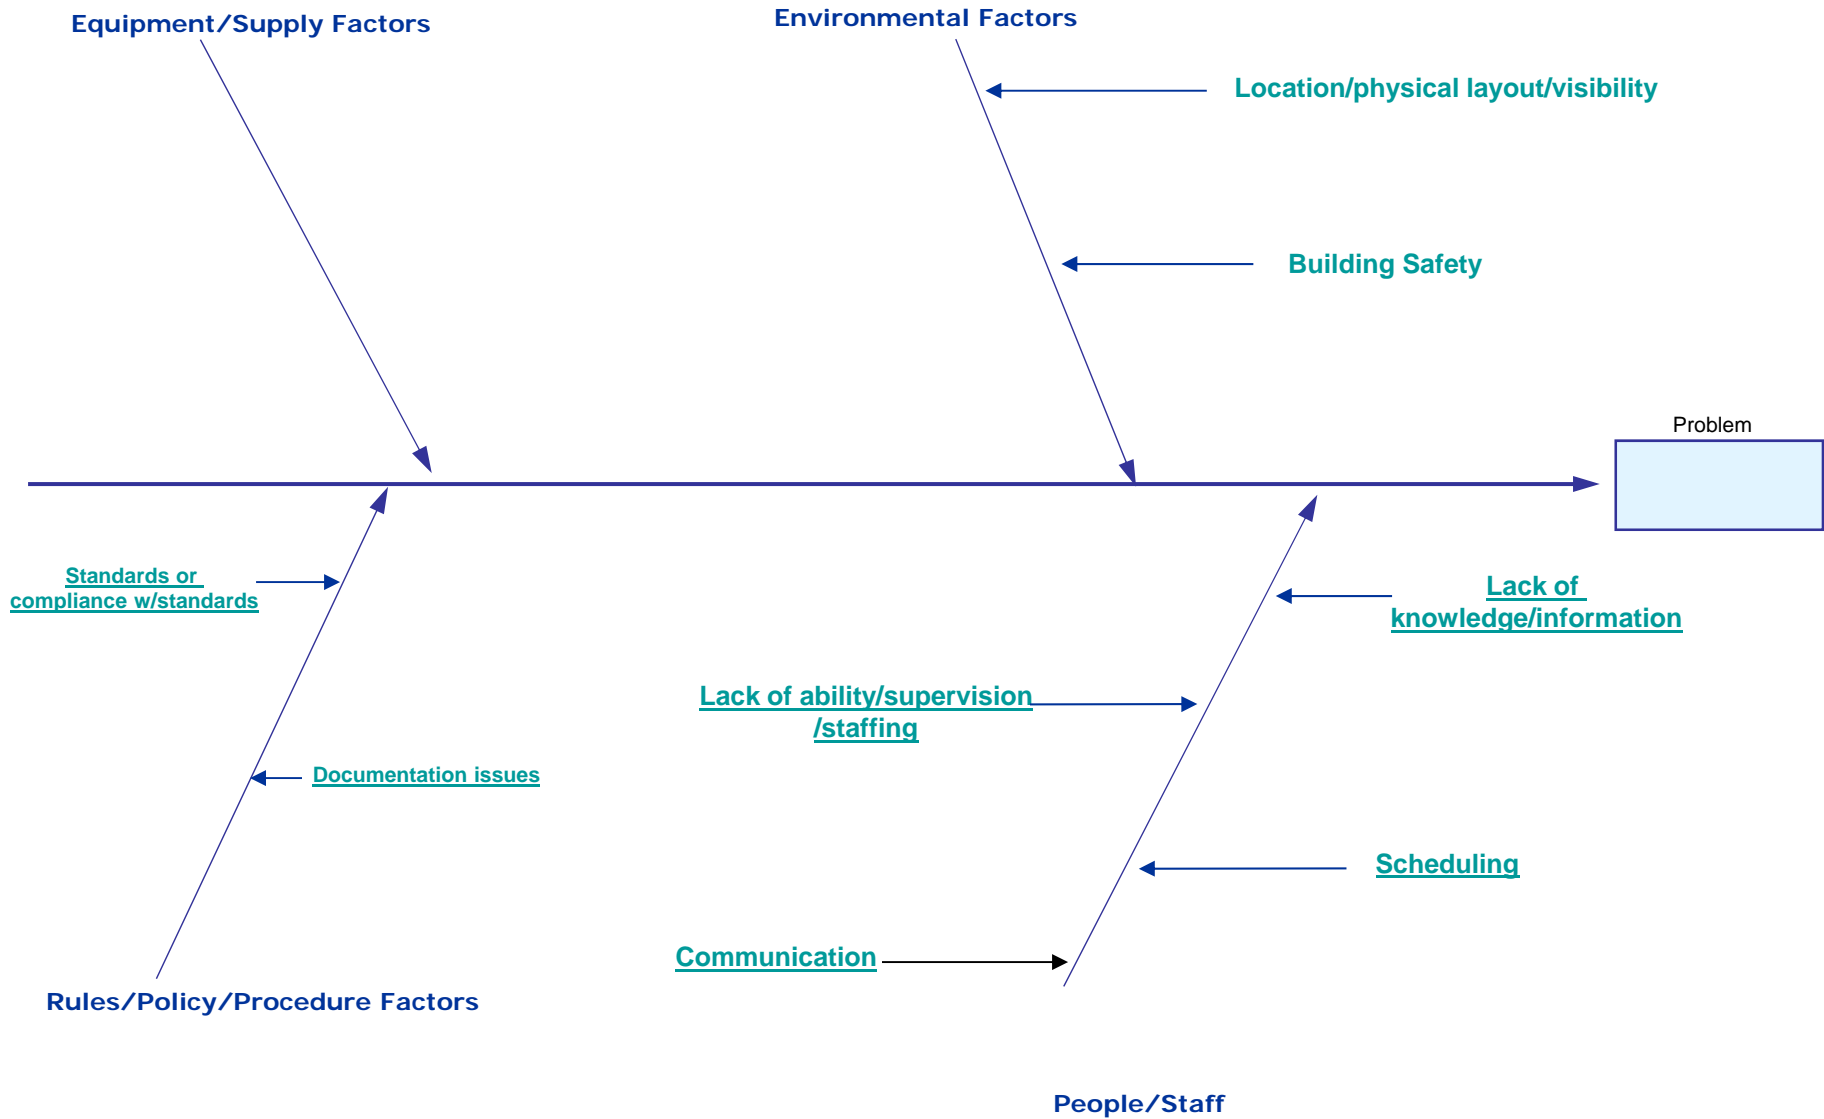 Equipment/Supply Factors
Environmental Factors
Location/physical layout/visibility
Building Safety
Problem
Standards or
compliance w/standards
Lack of
knowledge/information
Lack of ability/supervision
/staffing
Documentation issues
Scheduling
Communication
Rules/Policy/Procedure Factors
People/Staff